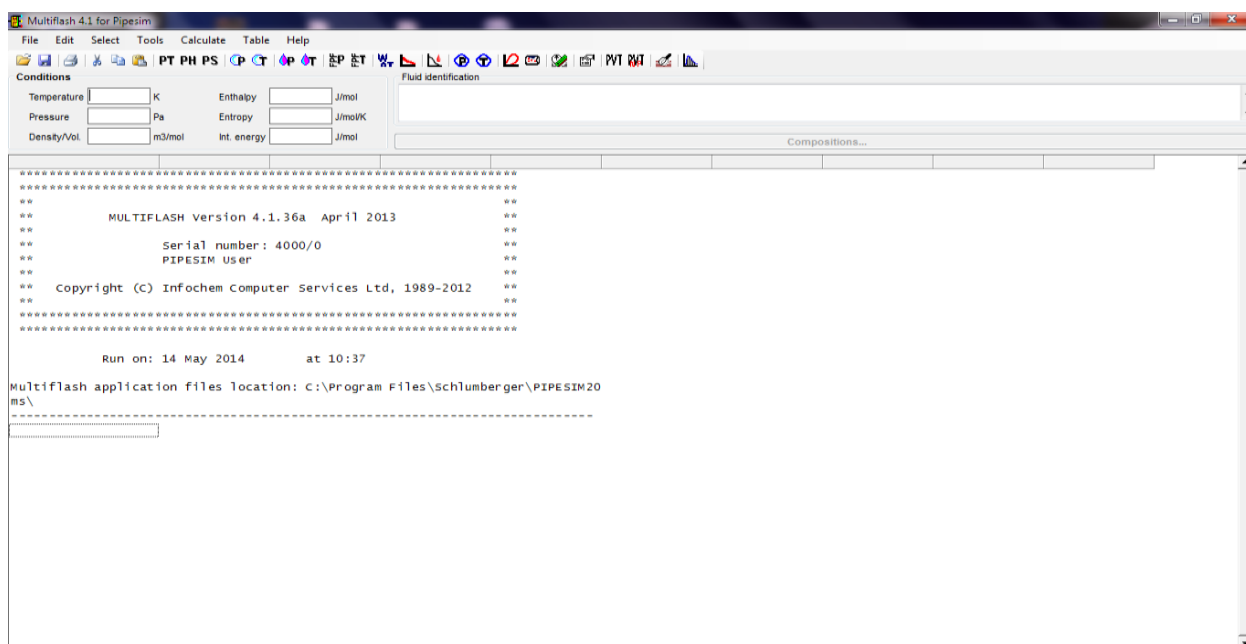 Multiflash 4.1 for Pipesim
File Edit Select Tools Calculate Table Help
PT PH PS P T P T P T W P T PVT
Conditions
Fluid identification
Temperature K Enthalpy J/mol
Pressure Pa Entropy J/mol/K
Density/Vol. m3/mol Int. energy J/mol
Compositions...
*******************************************************************
*******************************************************************
** **
** MULTIFLASH Version 4.1.36a April 2013 **
** **
** Serial number: 4000/0 **
** PIPESIM User **
** **
** Copyright (C) Infochem Computer Services Ltd, 1989-2012 **
** **
*******************************************************************
*******************************************************************
Run on: 14 May 2014 at 10:37
Multiflash application files location: C:\Program Files\Schlumberger\PIPESIM20
ms\
-----------------------------------------------------------------------------